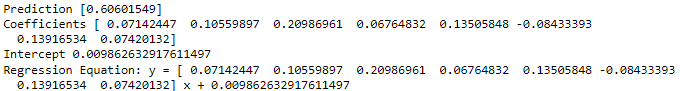 Prediction [0.60601549]
Coefficients [ 0.07142447  0.10559897  0.20986961  0.06764832  0.13505848 -0.08433393
  0.13916534  0.07420132]
Intercept 0.009862632917611497
Regression Equation: y = [ 0.07142447  0.10559897  0.20986961  0.06764832  0.13505848 -0.08433393
  0.13916534  0.07420132] x + 0.009862632917611497